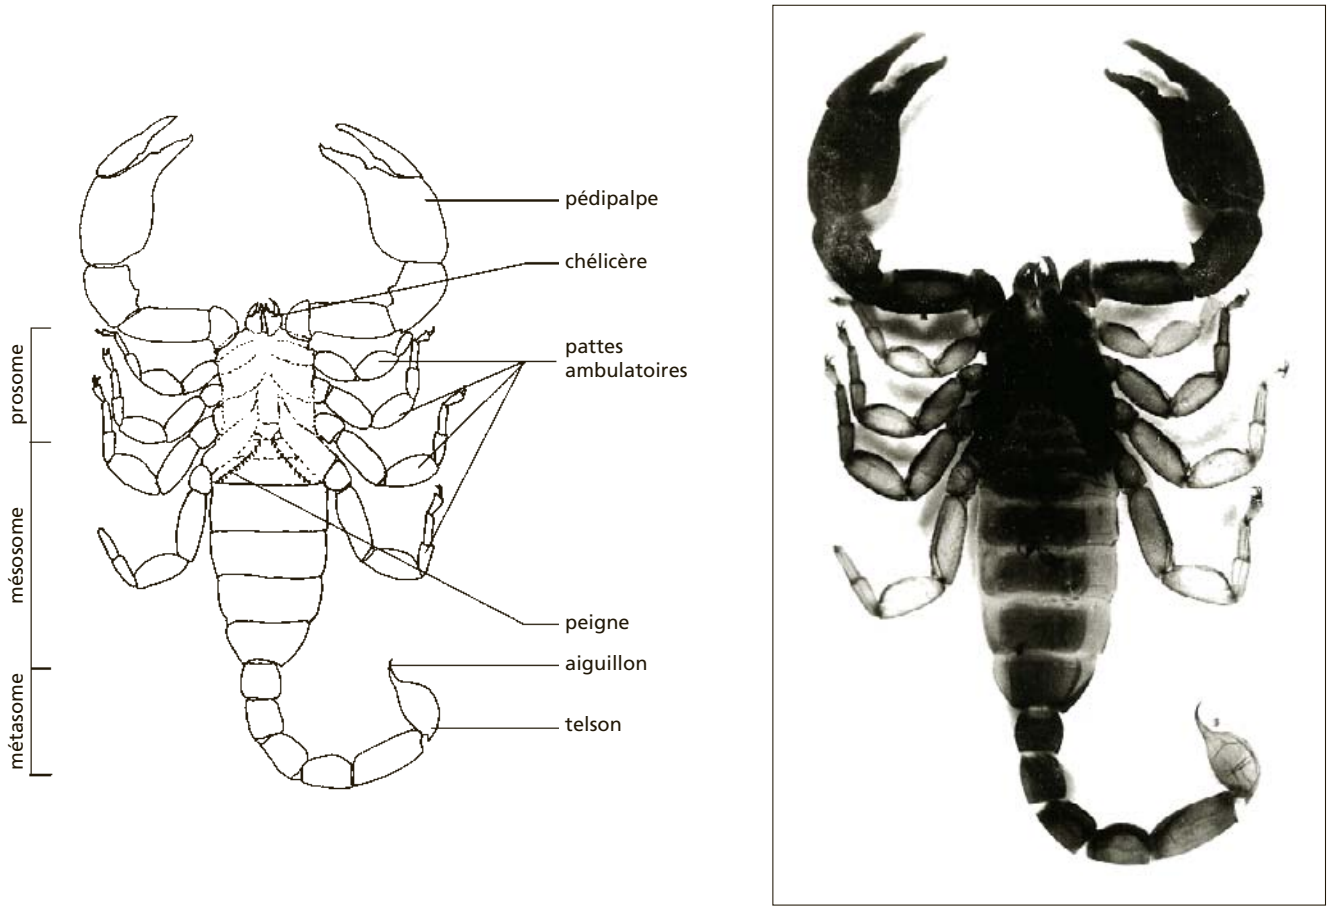 pédipalpe
chélicère
pattes
ambulatoires
peigne
aiguillon
telson
prosome
mésosome
métasome